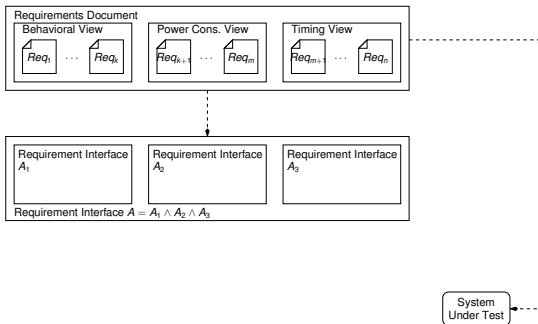 Requirements Document
Behavioral View
Power Cons. View
Timing View
Req₁ ... Reqₖ
Reqₖ₊₁ ... Reqₘ
Reqₘ₊₁ ... Reqₙ
Requirement Interface
A₁
Requirement Interface
A₂
Requirement Interface
A₃
Requirement Interface A = A₁ ∧ A₂ ∧ A₃
System
Under Test